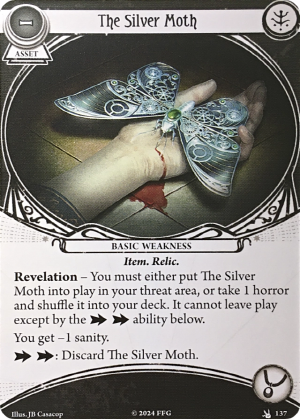 The Silver Moth
ASSET
BASIC WEAKNESS
Item. Relic.
Revelation – You must either put The Silver
Moth into play in your threat area, or take 1 horror
and shuffle it into your deck. It cannot leave play
except by the ability below.
You get –1 sanity.
: Discard The Silver Moth.
Illus. JB Casacop
© 2024 FFG
137